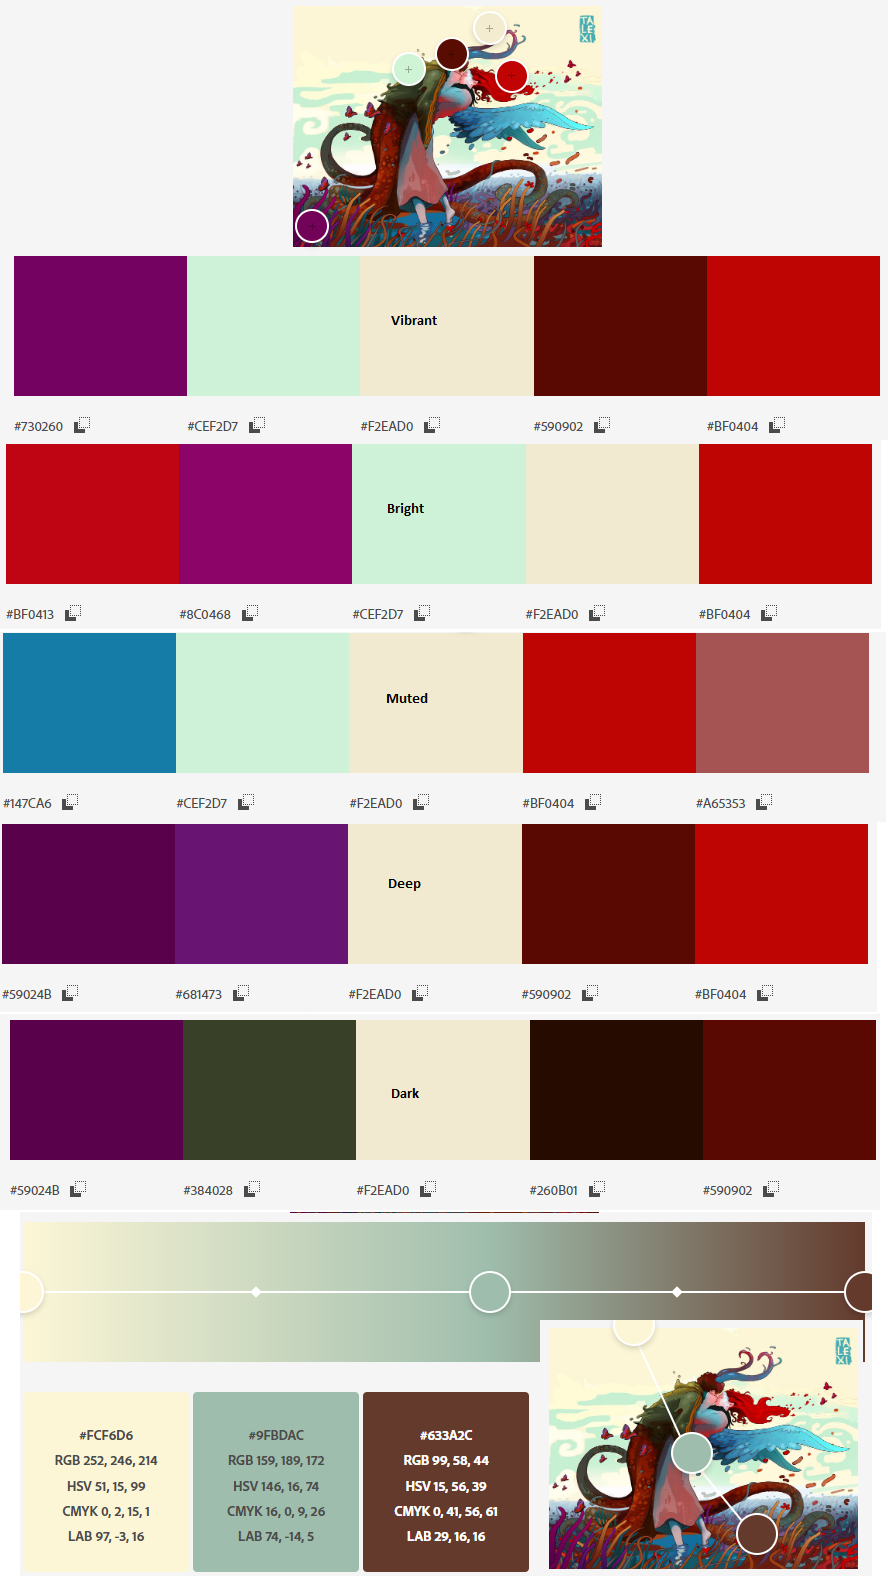 TA
LE
XI
Vibrant
#730260 #CEF2D7 #F2EAD0 #590902 #BF0404
Bright
#BF0413 #8C0468 #CEF2D7 #F2EAD0 #BF0404
Muted
#147CA6 #CEF2D7 #F2EAD0 #BF0404 #A65353
Deep
#59024B #681473 #F2EAD0 #590902 #BF0404
Dark
#59024B #384028 #F2EAD0 #260B01 #590902
TA
LE
XI
#FCF6D6
RGB 252, 246, 214
HSV 51, 15, 99
CMYK 0, 2, 15, 1
LAB 97, -3, 16
#9FBDAC
RGB 159, 189, 172
HSV 146, 16, 74
CMYK 16, 0, 9, 26
LAB 74, -14, 5
#633A2C
RGB 99, 58, 44
HSV 15, 56, 39
CMYK 0, 41, 56, 61
LAB 29, 16, 16